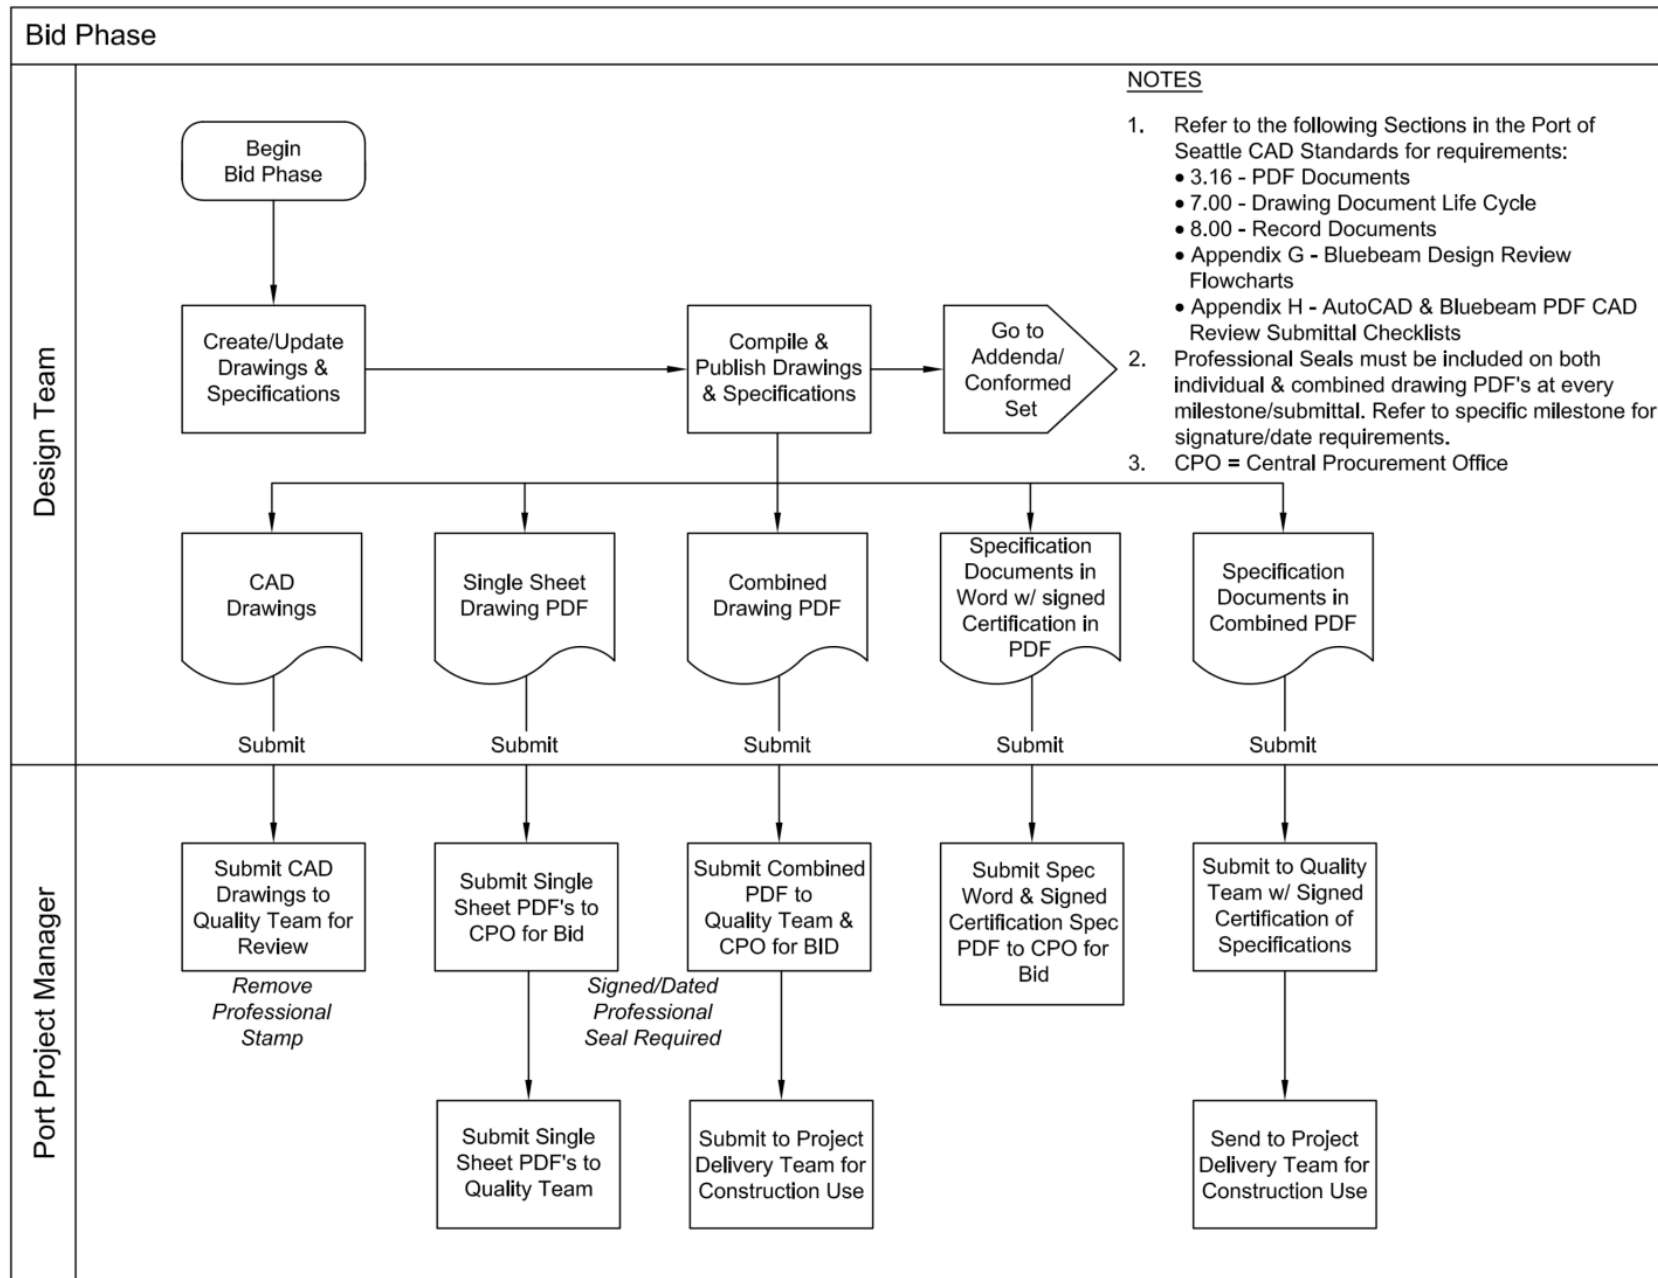 Bid Phase
Design Team
Port Project Manager
NOTES
1. Refer to the following Sections in the Port of
Seattle CAD Standards for requirements:
• 3.16 - PDF Documents
• 7.00 - Drawing Document Life Cycle
• 8.00 - Record Documents
• Appendix G - Bluebeam Design Review
Flowcharts
• Appendix H - AutoCAD & Bluebeam PDF CAD
Review Submittal Checklists
2. Professional Seals must be included on both
individual & combined drawing PDF's at every
milestone/submittal. Refer to specific milestone for
signature/date requirements.
3. CPO = Central Procurement Office
Begin
Bid Phase
Create/Update
Drawings &
Specifications
Compile &
Publish Drawings
& Specifications
Go to
Addenda/
Conformed
Set
CAD
Drawings
Single Sheet
Drawing PDF
Combined
Drawing PDF
Specification
Documents in
Word w/ signed
Certification in
PDF
Specification
Documents in
Combined PDF
Submit
Submit
Submit
Submit
Submit
Submit CAD
Drawings to
Quality Team for
Review
Remove
Professional
Stamp
Submit Single
Sheet PDF's to
CPO for Bid
Signed/Dated
Professional
Seal Required
Submit Combined
PDF to
Quality Team &
CPO for BID
Submit Spec
Word & Signed
Certification Spec
PDF to CPO for
Bid
Submit to Quality
Team w/ Signed
Certification of
Specifications
Submit Single
Sheet PDF's to
Quality Team
Submit to Project
Delivery Team for
Construction Use
Send to Project
Delivery Team for
Construction Use